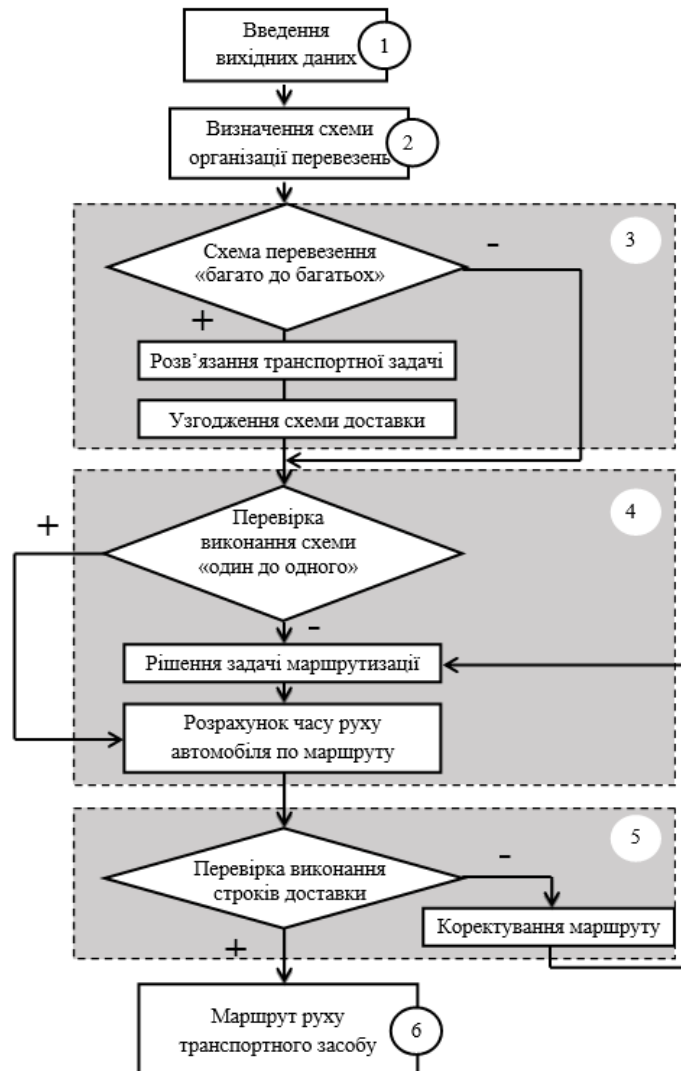 Введення
вихідних даних
1
Визначення схеми
організації перевезень
2
3
Схема перевезення
«багато до багатьох»
-
+
Розв’язання транспортної задачі
Узгодження схеми доставки
4
+
Перевірка
виконання схеми
«один до одного»
-
Рішення задачі маршрутизації
Розрахунок часу руху
автомобіля по маршруту
5
Перевірка виконання
строків доставки
-
Коректування маршруту
+
Маршрут руху
транспортного засобу
6